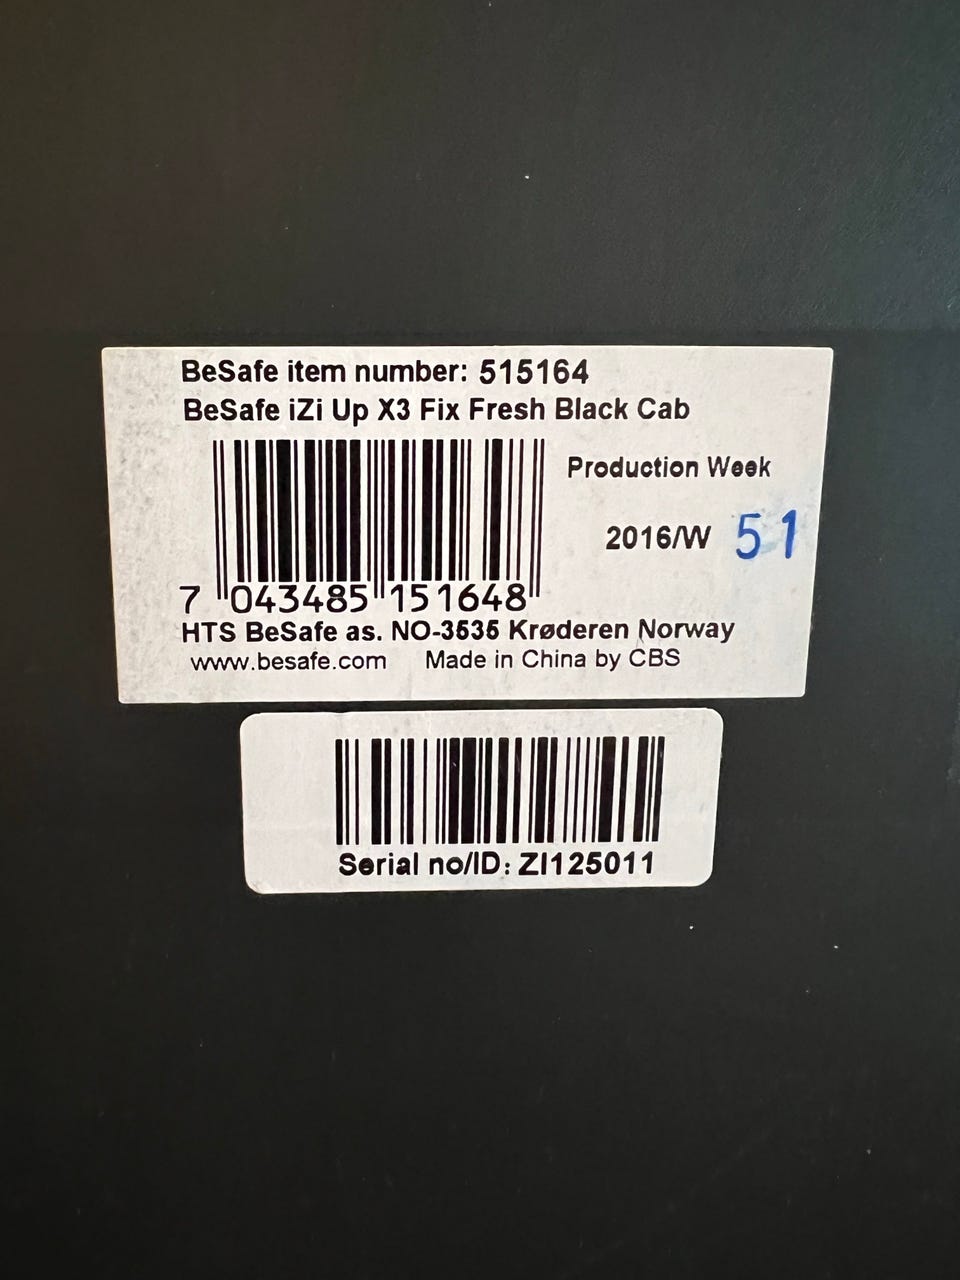 BeSafe item number: 515164
BeSafe iZi Up X3 Fix Fresh Black Cab
Production Week
2016/W 51
7 043485 151648
HTS BeSafe as. NO-3535 Krøderen Norway
www.besafe.com Made in China by CBS
Serial no/ID: ZI125011